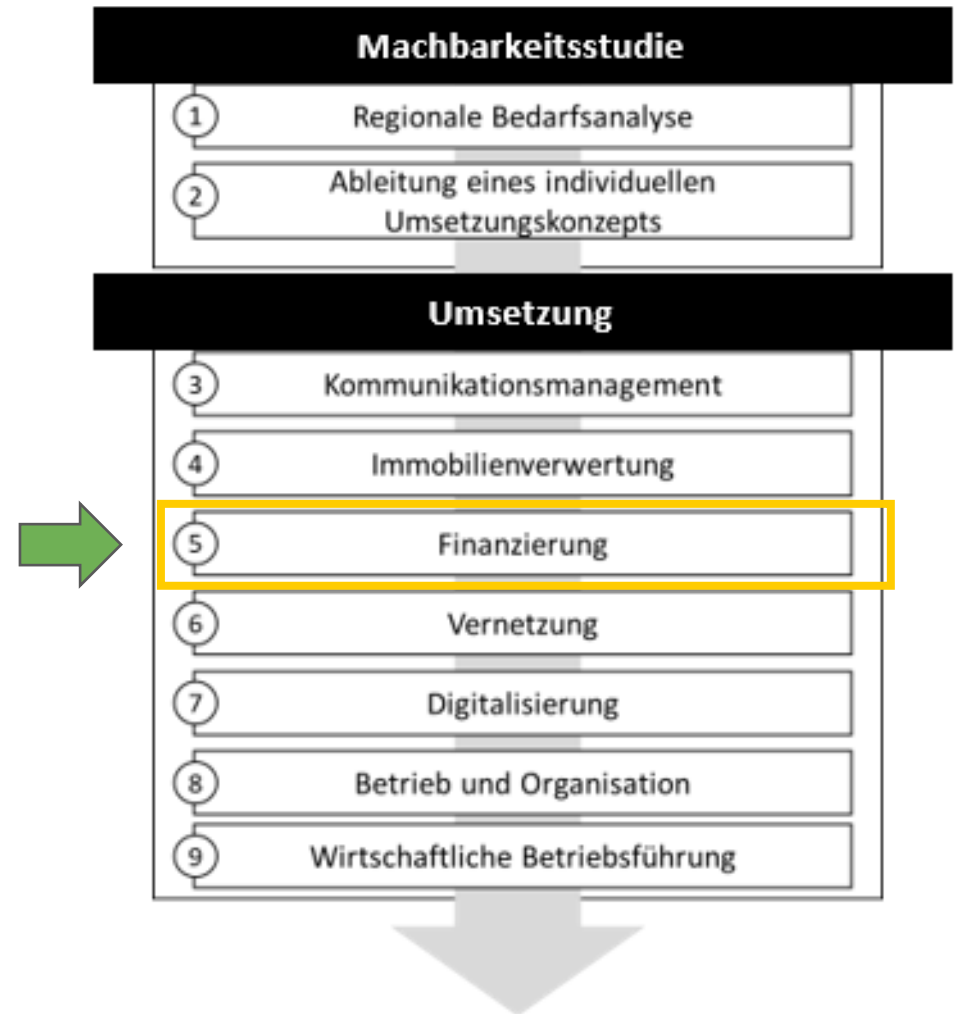 Machbarkeitsstudie
1 Regionale Bedarfsanalyse
2 Ableitung eines individuellen
Umsetzungskonzepts
Umsetzung
3 Kommunikationsmanagement
4 Immobilienverwertung
5 Finanzierung
6 Vernetzung
7 Digitalisierung
8 Betrieb und Organisation
9 Wirtschaftliche Betriebsführung